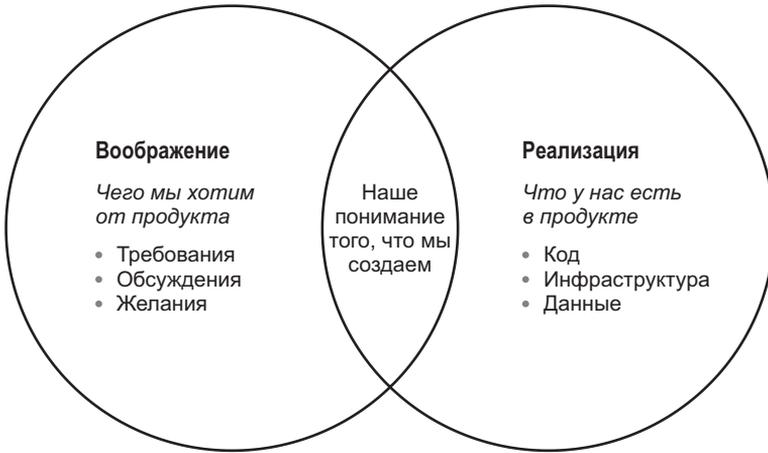 Воображение
Чего мы хотим
от продукта
• Требования
• Обсуждения
• Желания
Наше
понимание
того, что мы
создаем
Реализация
Что у нас есть
в продукте
• Код
• Инфраструктура
• Данные